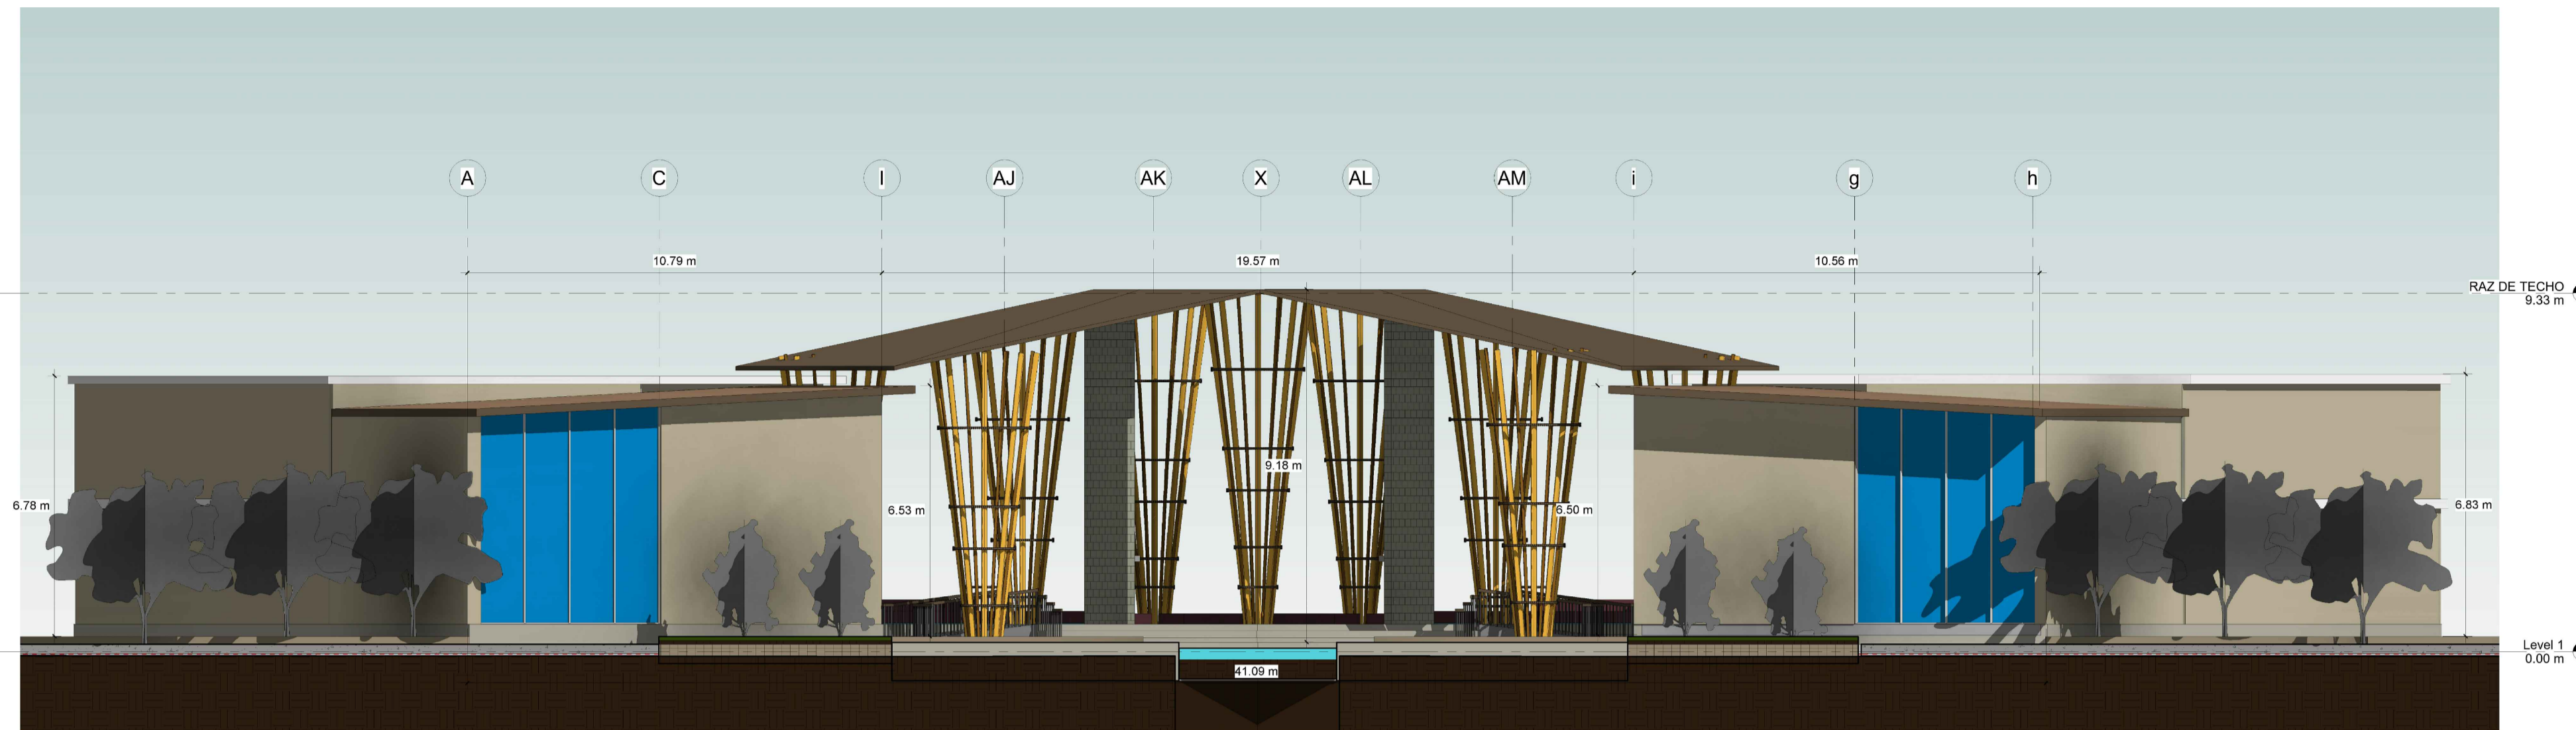 A
C
I
AJ
AK
X
AL
AM
i
g
h
10.79 m
19.57 m
10.56 m
RAZ DE TECHO
9.33 m
9.18 m
6.78 m
6.53 m
6.50 m
6.83 m
Level 1
0.00 m
41.09 m